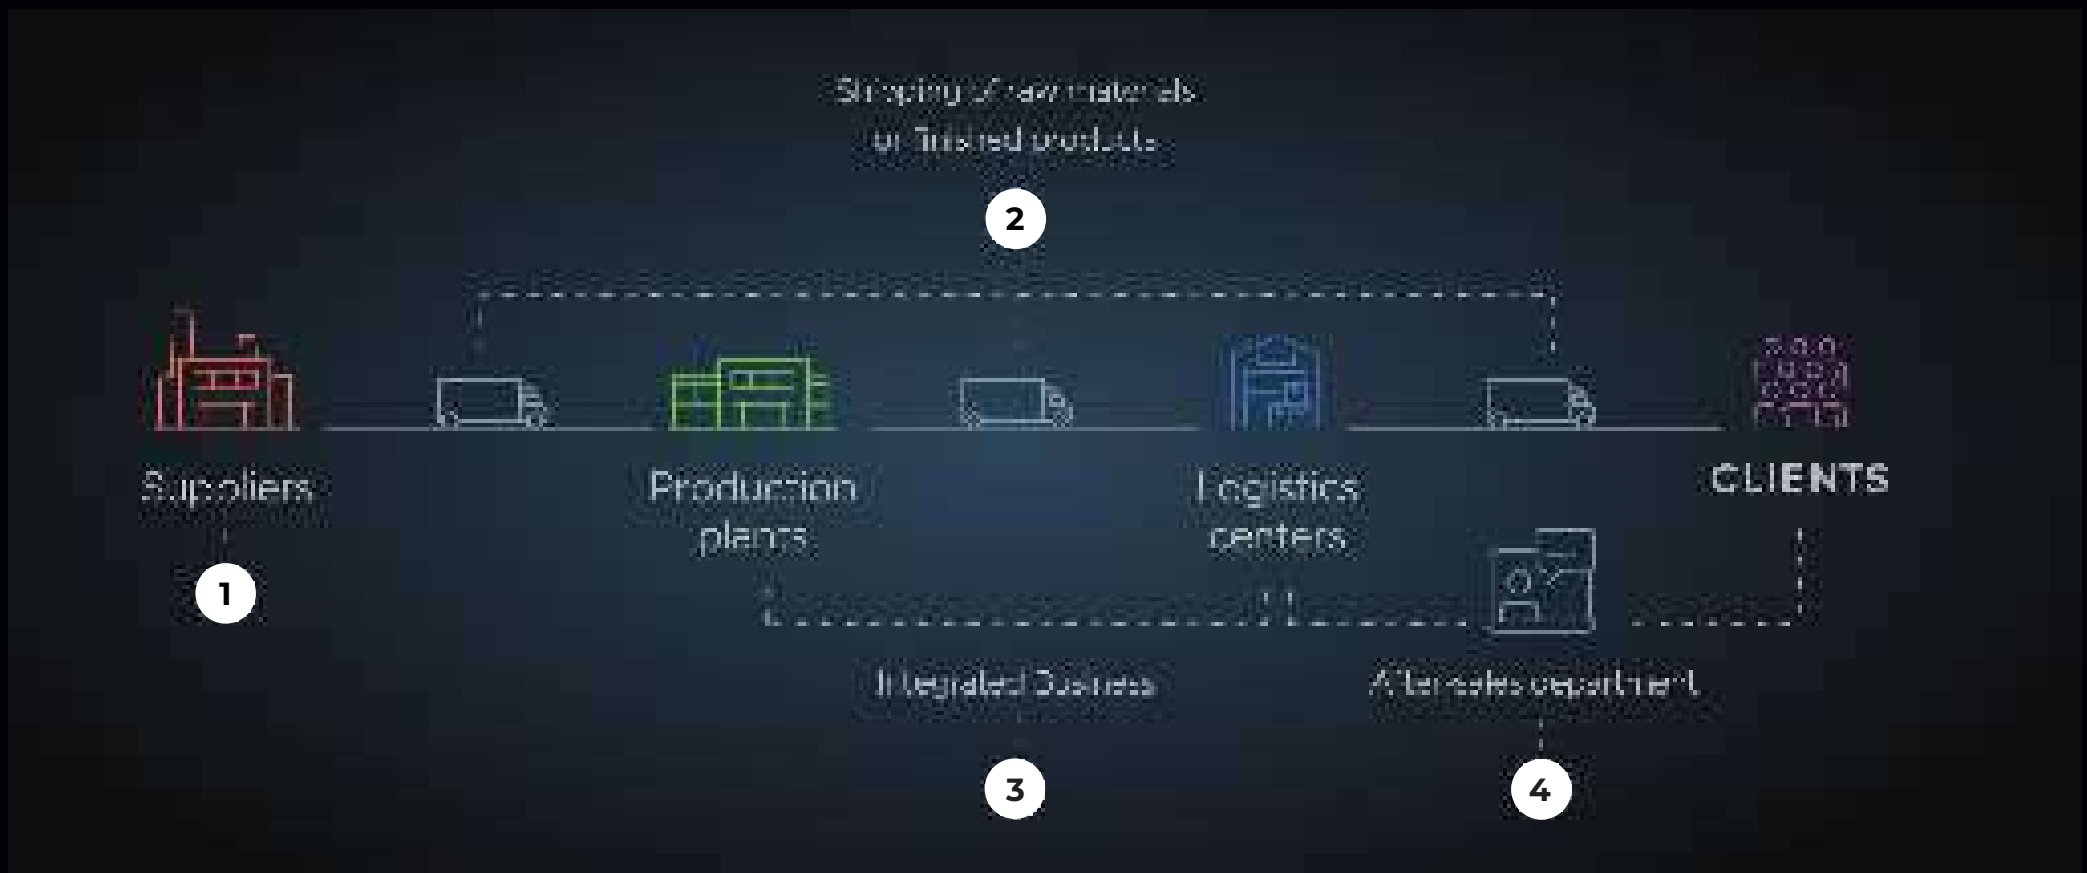 Shipping of raw materials
or finished products
2
Suppliers
Production
plants
Logistics
centers
CLIENTS
1
Integrated Business
After-sales department
3
4